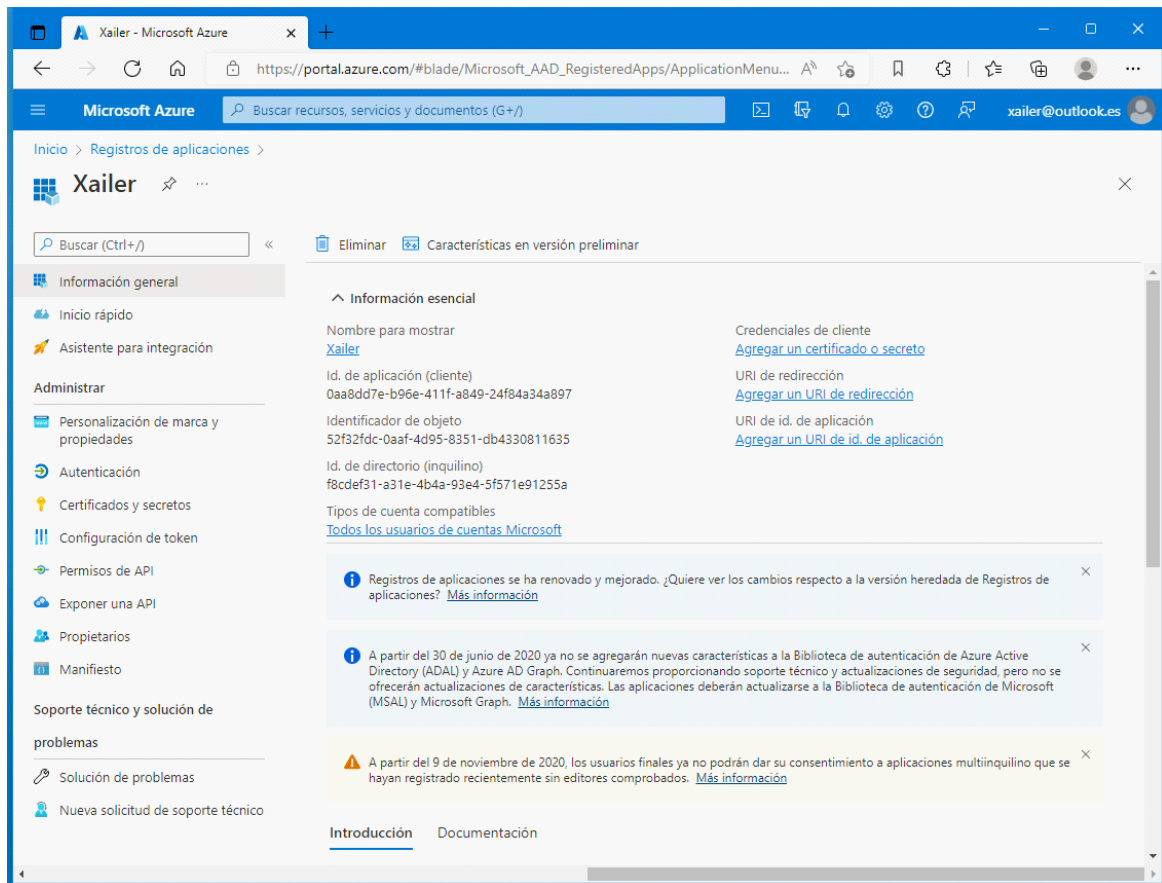 Xailer - Microsoft Azure
https://portal.azure.com/#blade/Microsoft_AAD_RegisteredApps/ApplicationMenu...
Microsoft Azure
Buscar recursos, servicios y documentos (G+/)
xailer@outlook.es
Inicio > Registros de aplicaciones >
Xailer
Buscar (Ctrl+/)
Eliminar
Características en versión preliminar
Información general
Inicio rápido
Asistente para integración
Administrar
Personalización de marca y
propiedades
Autenticación
Certificados y secretos
Configuración de token
Permisos de API
Exponer una API
Propietarios
Manifiesto
Soporte técnico y solución de
problemas
Solución de problemas
Nueva solicitud de soporte técnico
Información esencial
Nombre para mostrar
Xailer
Id. de aplicación (cliente)
0aa8dd7e-b96e-411f-a849-24f84a34a897
Identificador de objeto
52f32fdc-0aaf-4d95-8351-db4330811635
Id. de directorio (inquilino)
f8cdef31-a31e-4b4a-93e4-5f571e91255a
Tipos de cuenta compatibles
Todos los usuarios de cuentas Microsoft
Credenciales de cliente
Agregar un certificado o secreto
URI de redirección
Agregar un URI de redirección
URI de id. de aplicación
Agregar un URI de id. de aplicación
Registros de aplicaciones se ha renovado y mejorado. ¿Quiere ver los cambios respecto a la versión heredada de Registros de
aplicaciones? Más información
A partir del 30 de junio de 2020 ya no se agregarán nuevas características a la Biblioteca de autenticación de Azure Active
Directory (ADAL) y Azure AD Graph. Continuaremos proporcionando soporte técnico y actualizaciones de seguridad, pero no se
ofrecerán actualizaciones de características. Las aplicaciones deberán actualizarse a la Biblioteca de autenticación de Microsoft
(MSAL) y Microsoft Graph. Más información
A partir del 9 de noviembre de 2020, los usuarios finales ya no podrán dar su consentimiento a aplicaciones multiinquilino que se
hayan registrado recientemente sin editores comprobados. Más información
Introducción
Documentación